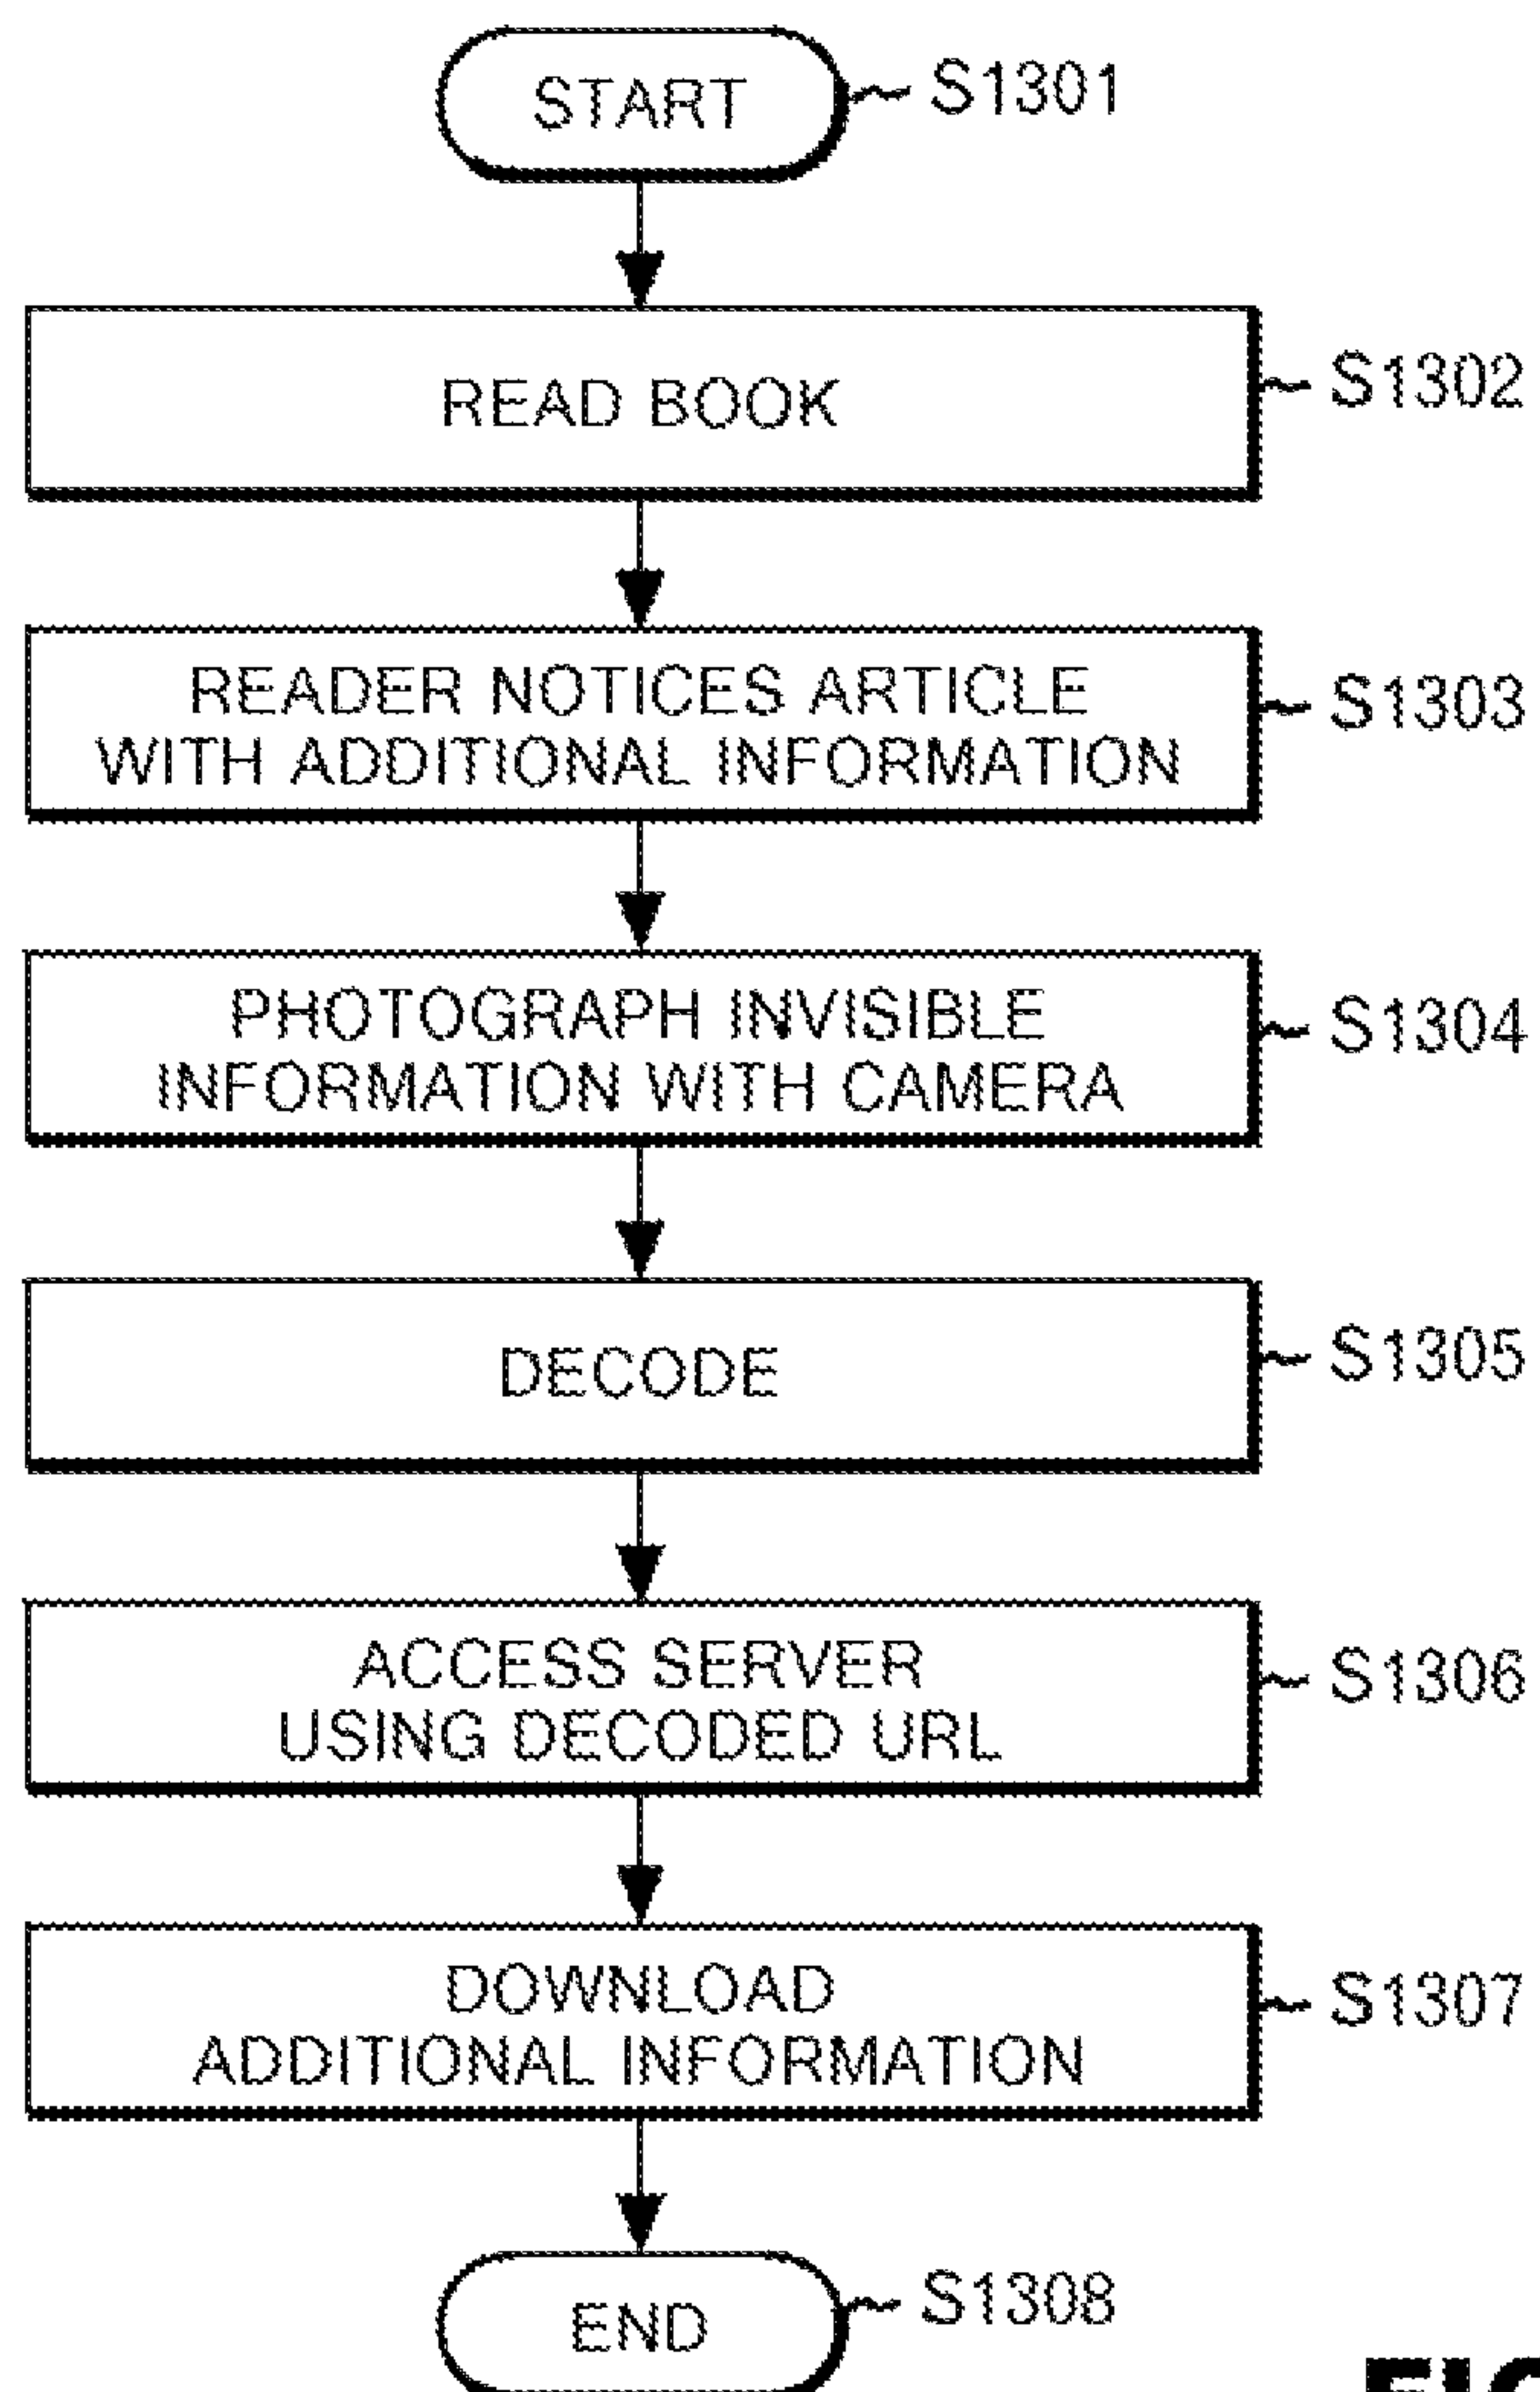 START
S1301
READ BOOK
S1302
READER NOTICES ARTICLE
WITH ADDITIONAL INFORMATION
S1303
PHOTOGRAPH INVISIBLE
INFORMATION WITH CAMERA
S1304
DECODE
S1305
ACCESS SERVER
USING DECODED URL
S1306
DOWNLOAD
ADDITIONAL INFORMATION
S1307
END
S1308